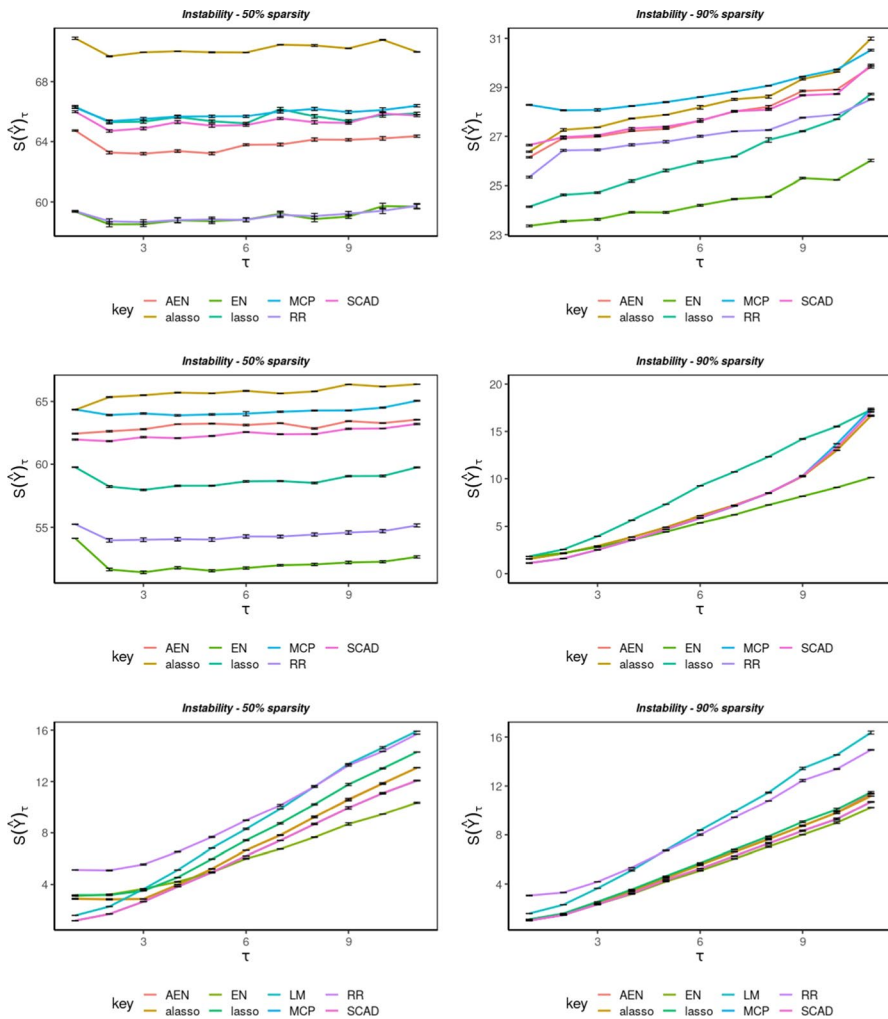 Instability - 50% sparsity
S(Ŷ)τ
68
64
60
3
6
9
τ
key
AEN
EN
MCP
SCAD
alasso
lasso
RR
Instability - 90% sparsity
S(Ŷ)τ
31
29
27
25
23
3
6
9
τ
key
AEN
EN
MCP
SCAD
alasso
lasso
RR
Instability - 50% sparsity
S(Ŷ)τ
65
60
55
3
6
9
τ
key
AEN
EN
MCP
SCAD
alasso
lasso
RR
Instability - 90% sparsity
S(Ŷ)τ
20
15
10
5
0
3
6
9
τ
key
AEN
EN
MCP
SCAD
alasso
lasso
RR
Instability - 50% sparsity
S(Ŷ)τ
16
12
8
4
3
6
9
τ
key
AEN
EN
LM
RR
alasso
lasso
MCP
SCAD
Instability - 90% sparsity
S(Ŷ)τ
16
12
8
4
3
6
9
τ
key
AEN
EN
LM
RR
alasso
lasso
MCP
SCAD